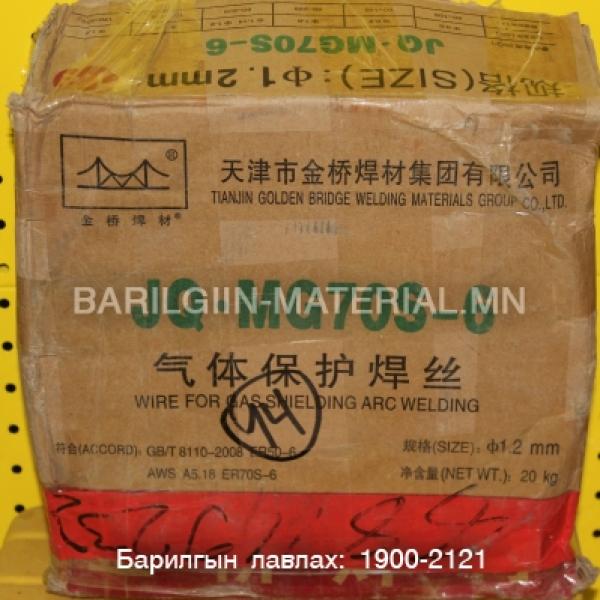 JQ-MG70S-6
规格(SIZE):Φ1.2mm
®
金桥焊材®
天津市金桥焊材集团有限公司
TIANJIN GOLDEN BRIDGE WELDING MATERIALS GROUP CO.,LTD.
JQ·MG70S-6
BARILGIIN-MATERIAL.MN
气体保护焊丝
WIRE FOR GAS SHIELDING ARC WELDING
94
符合(ACCORD): GB/T 8110-2008 ER50-6
AWS A5.18 ER70S-6
规格(SIZE): Φ1.2 mm
净含量(NET WT.): 20 kg
Барилгын лавлах: 1900-2121